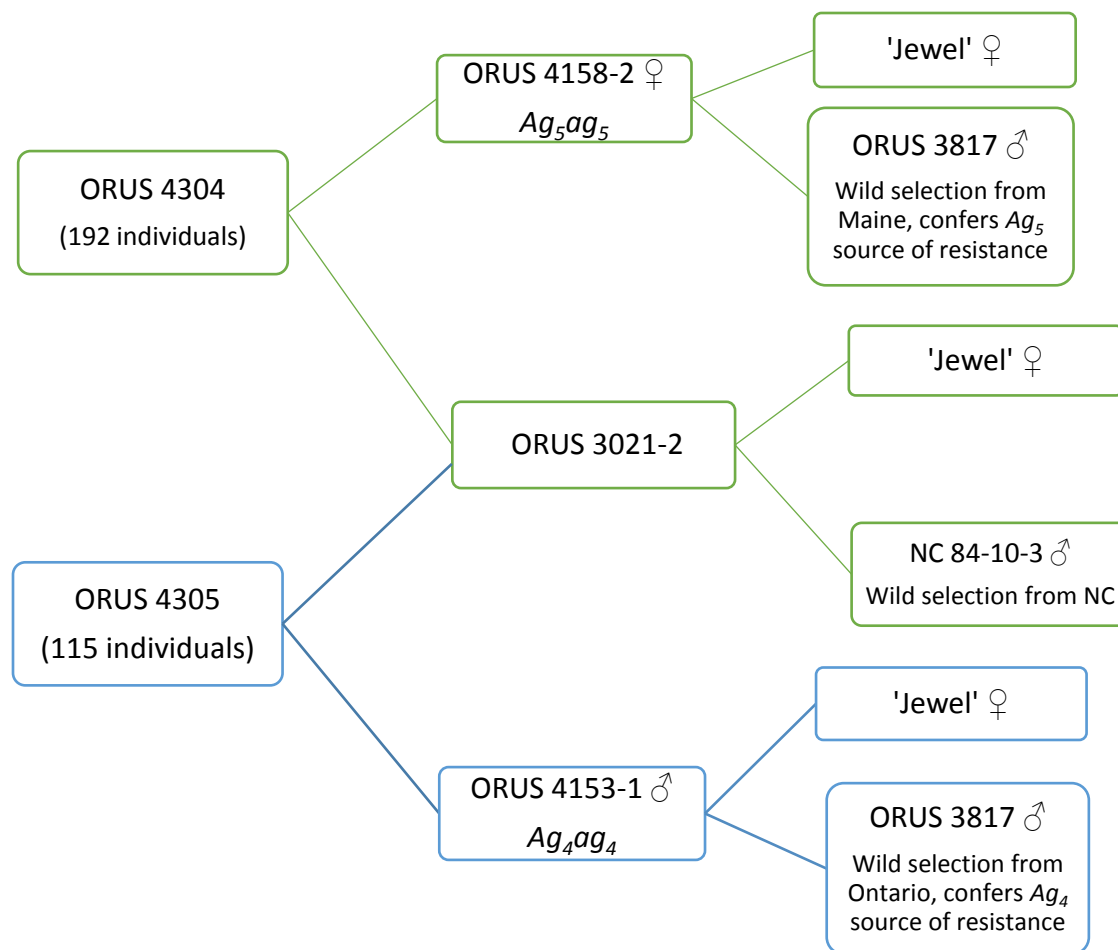 'Jewel' ♀
ORUS 4158-2 ♀
Ag5ag5
ORUS 3817 ♂
Wild selection from
Maine, confers Ag5
source of resistance
ORUS 4304
(192 individuals)
'Jewel' ♀
ORUS 3021-2
NC 84-10-3 ♂
Wild selection from NC
ORUS 4305
(115 individuals)
'Jewel' ♀
ORUS 4153-1 ♂
Ag4ag4
ORUS 3817 ♂
Wild selection from
Ontario, confers Ag4
source of resistance